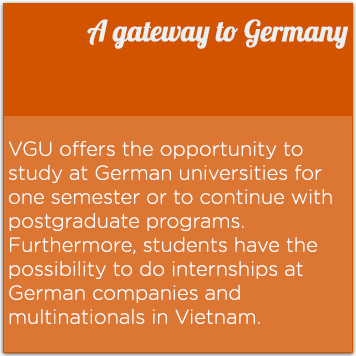 A gateway to Germany
VGU offers the opportunity to
study at German universities for
one semester or to continue with
postgraduate programs.
Furthermore, students have the
possibility to do internships at
German companies and
multinationals in Vietnam.